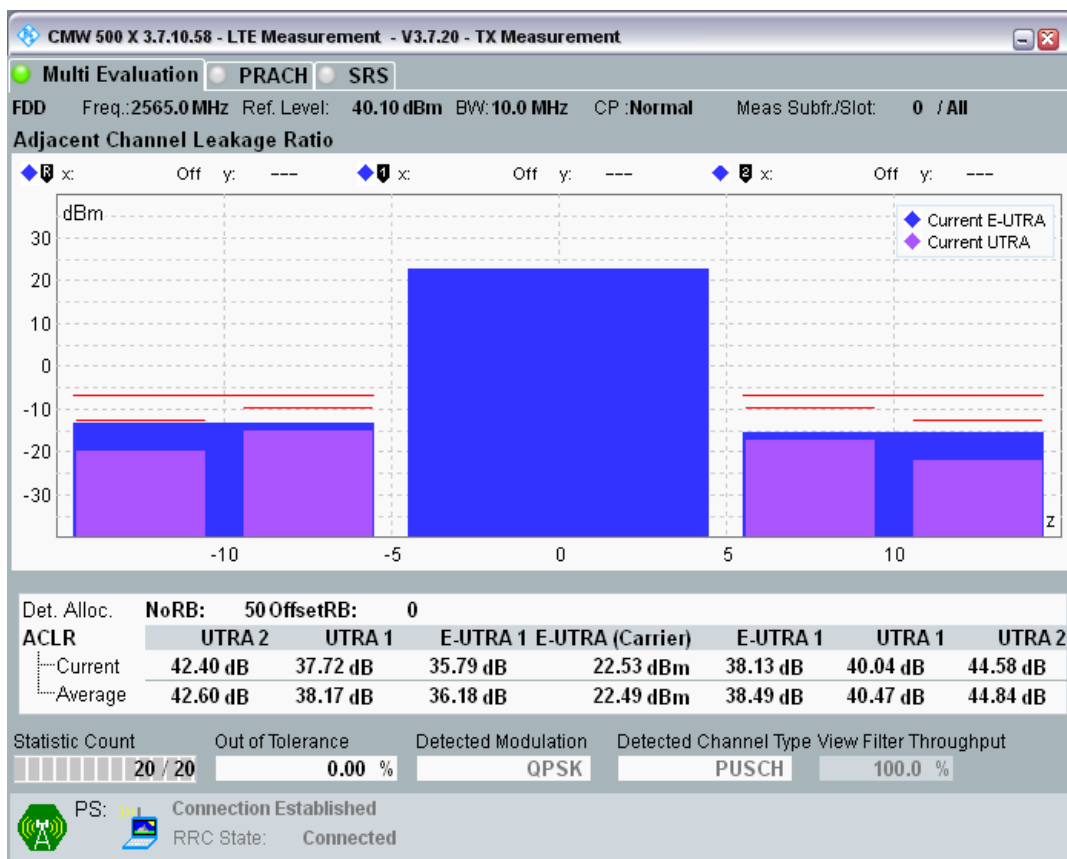 CMW 500 X 3.7.10.58 - LTE Measurement - V3.7.20 - TX Measurement
Multi Evaluation PRACH SRS
FDD Freq.:2565.0 MHz Ref. Level: 40.10 dBm BW:10.0 MHz CP :Normal Meas Subfr./Slot: 0 / All
Adjacent Channel Leakage Ratio
R x: Off y: --- 1 x: Off y: --- 2 x: Off y: ---
dBm
Current E-UTRA
Current UTRA
30
20
10
0
-10
-20
-30
z
-10 -5 0 5 10
Det. Alloc. NoRB: 50 OffsetRB: 0
ACLR UTRA 2 UTRA 1 E-UTRA 1 E-UTRA (Carrier) E-UTRA 1 UTRA 1 UTRA 2
Current 42.40 dB 37.72 dB 35.79 dB 22.53 dBm 38.13 dB 40.04 dB 44.58 dB
Average 42.60 dB 38.17 dB 36.18 dB 22.49 dBm 38.49 dB 40.47 dB 44.84 dB
Statistic Count Out of Tolerance Detected Modulation Detected Channel Type View Filter Throughput
20 / 20 0.00 % QPSK PUSCH 100.0 %
PS: Connection Established
RRC State: Connected